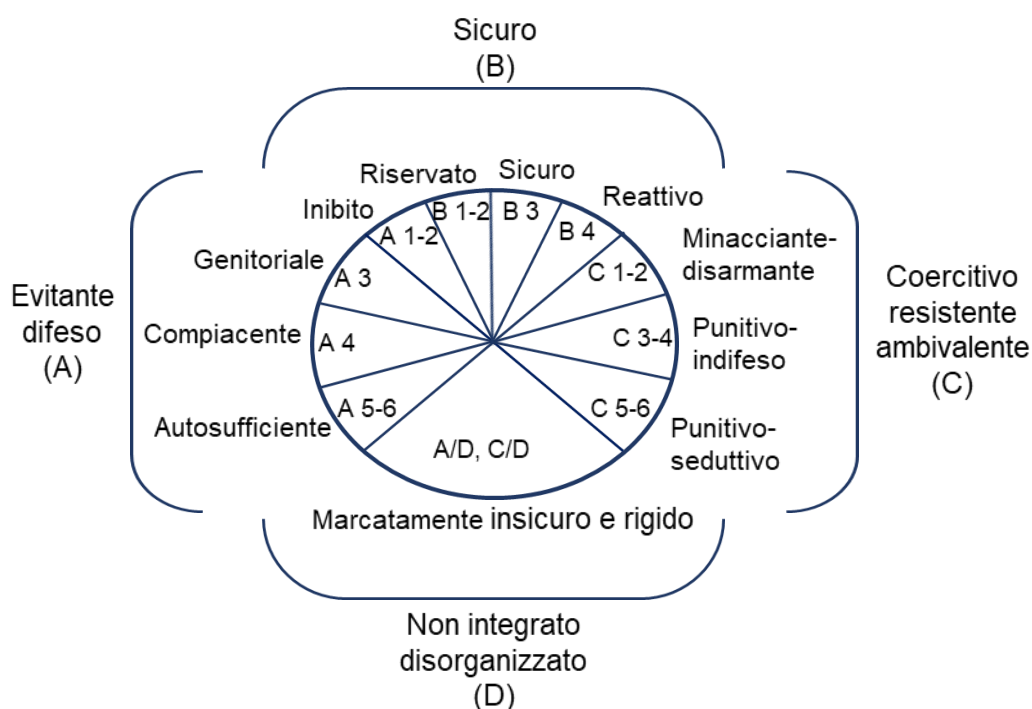 Sicuro
(B)
Riservato
Sicuro
Inibito
Reattivo
B 1-2
B 3
A 1-2
B 4
Genitoriale
Minacciante-
disarmante
A 3
C 1-2
Evitante
difeso
(A)
Coercitivo
resistente
ambivalente
(C)
Compiacente
A 4
C 3-4
Punitivo-
indifeso
Autosufficiente
A 5-6
C 5-6
Punitivo-
seduttivo
A/D, C/D
Marcatamente insicuro e rigido
Non integrato
disorganizzato
(D)